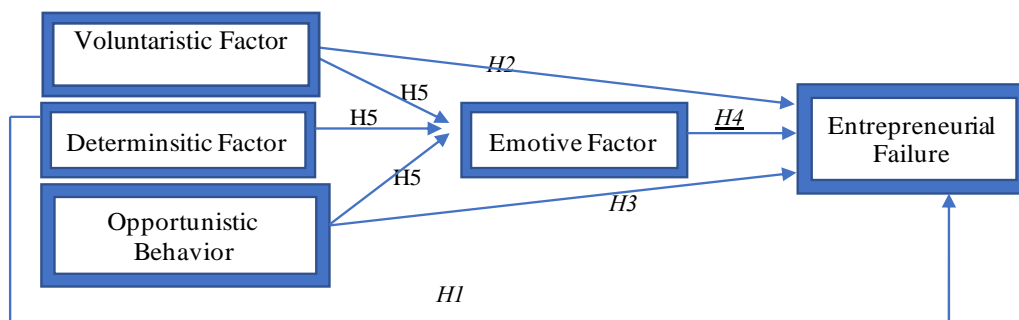 Voluntaristic Factor
H2
H5
Determinsitic Factor
H5
Emotive Factor
H4
Entrepreneurial
Failure
H5
Opportunistic
Behavior
H3
H1